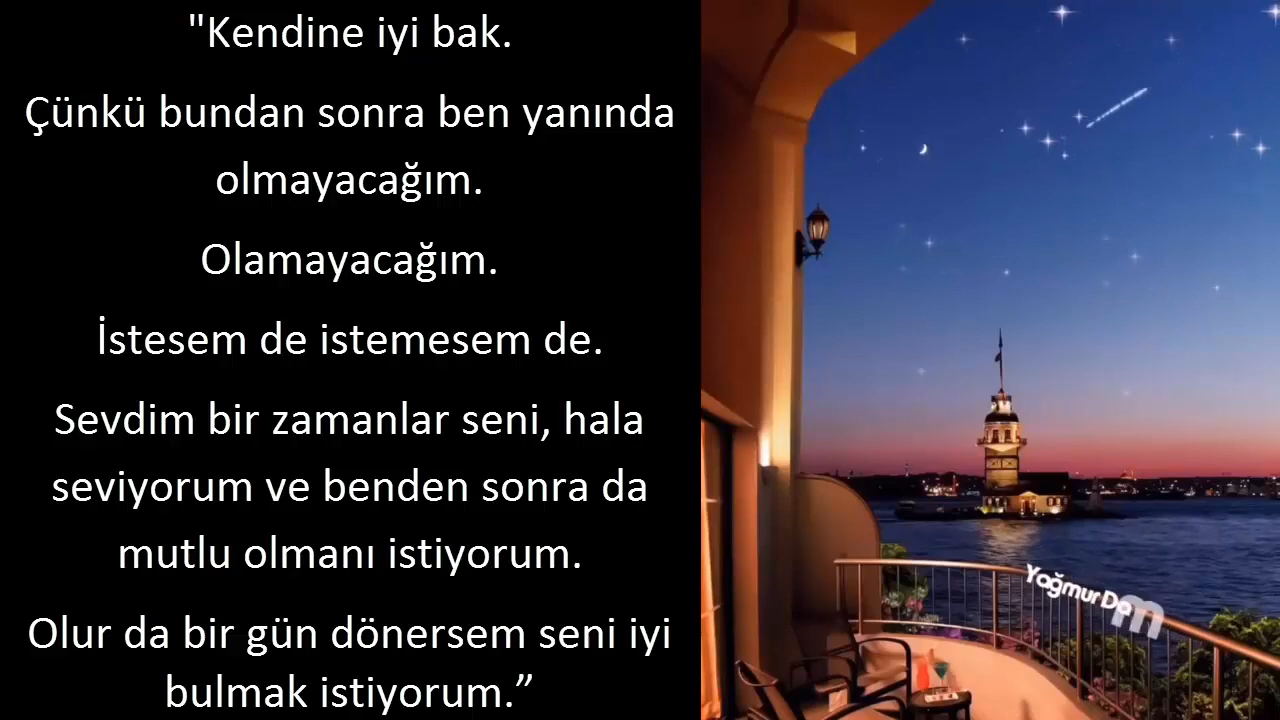 "Kendine iyi bak.
Çünkü bundan sonra ben yanında
olmayacağım.
Olamayacağım.
İstesem de istemesem de.
Sevdim bir zamanlar seni, hala
seviyorum ve benden sonra da
mutlu olmanı istiyorum.
Olur da bir gün dönersem seni iyi
bulmak istiyorum.”
YağmurDam